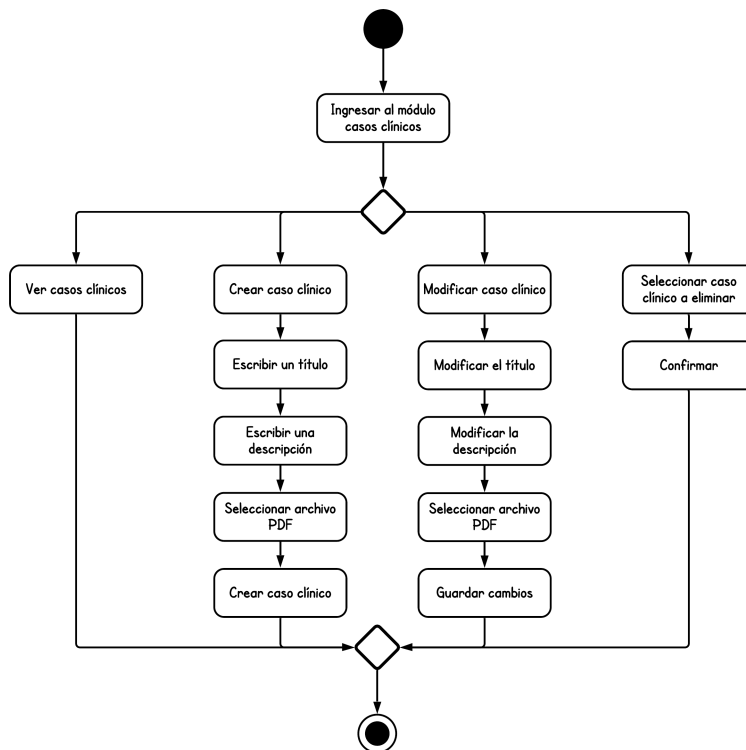 Ingresar al módulo
casos clínicos
Ver casos clínicos
Crear caso clínico
Modificar caso clínico
Seleccionar caso
clínico a eliminar
Escribir un título
Modificar el título
Confirmar
Escribir una
descripción
Modificar la
descripción
Seleccionar archivo
PDF
Seleccionar archivo
PDF
Crear caso clínico
Guardar cambios